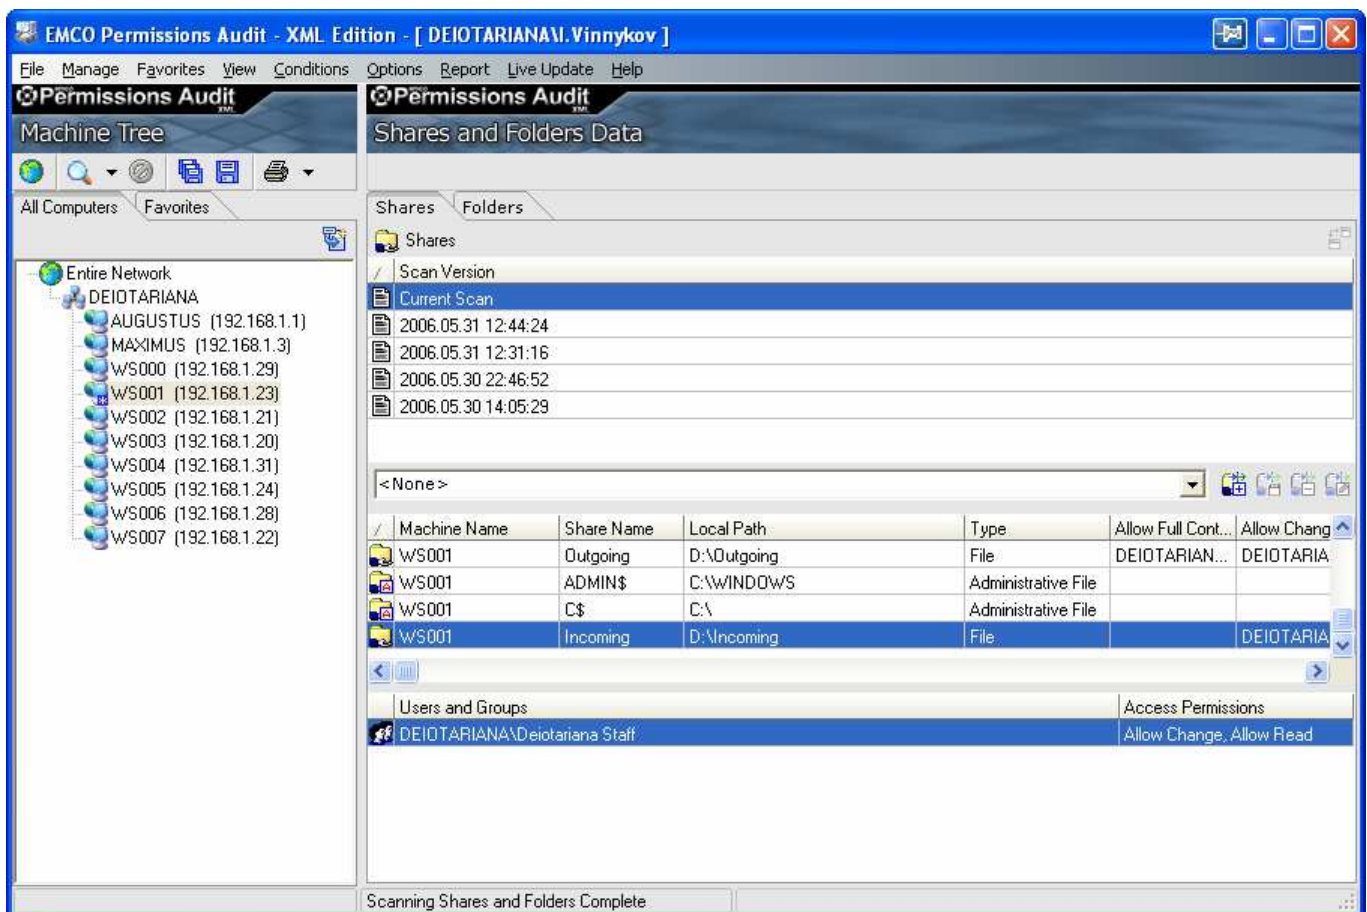 EMCO Permissions Audit - XML Edition - [ DEIOTARIANA\I.Vinnykov ]
File Manage Favorites View Conditions Options Report Live Update Help
Permissions Audit
XML
Machine Tree
All Computers Favorites
Entire Network
DEIOTARIANA
AUGUSTUS (192.168.1.1)
MAXIMUS (192.168.1.3)
WS000 (192.168.1.29)
WS001 (192.168.1.23)
WS002 (192.168.1.21)
WS003 (192.168.1.20)
WS004 (192.168.1.31)
WS005 (192.168.1.24)
WS006 (192.168.1.28)
WS007 (192.168.1.22)
Permissions Audit
XML
Shares and Folders Data
Shares Folders
Shares
/ Scan Version
Current Scan
2006.05.31 12:44:24
2006.05.31 12:31:16
2006.05.30 22:46:52
2006.05.30 14:05:29
<None>
/ Machine Name Share Name Local Path Type Allow Full Cont... Allow Chang
WS001 Outgoing D:\Outgoing File DEIOTARIAN... DEIOTARIA
WS001 ADMIN$ C:\WINDOWS Administrative File
WS001 C$ C:\ Administrative File
WS001 Incoming D:\Incoming File DEIOTARIA
Users and Groups Access Permissions
DEIOTARIANA\Deiotariana Staff Allow Change, Allow Read
Scanning Shares and Folders Complete